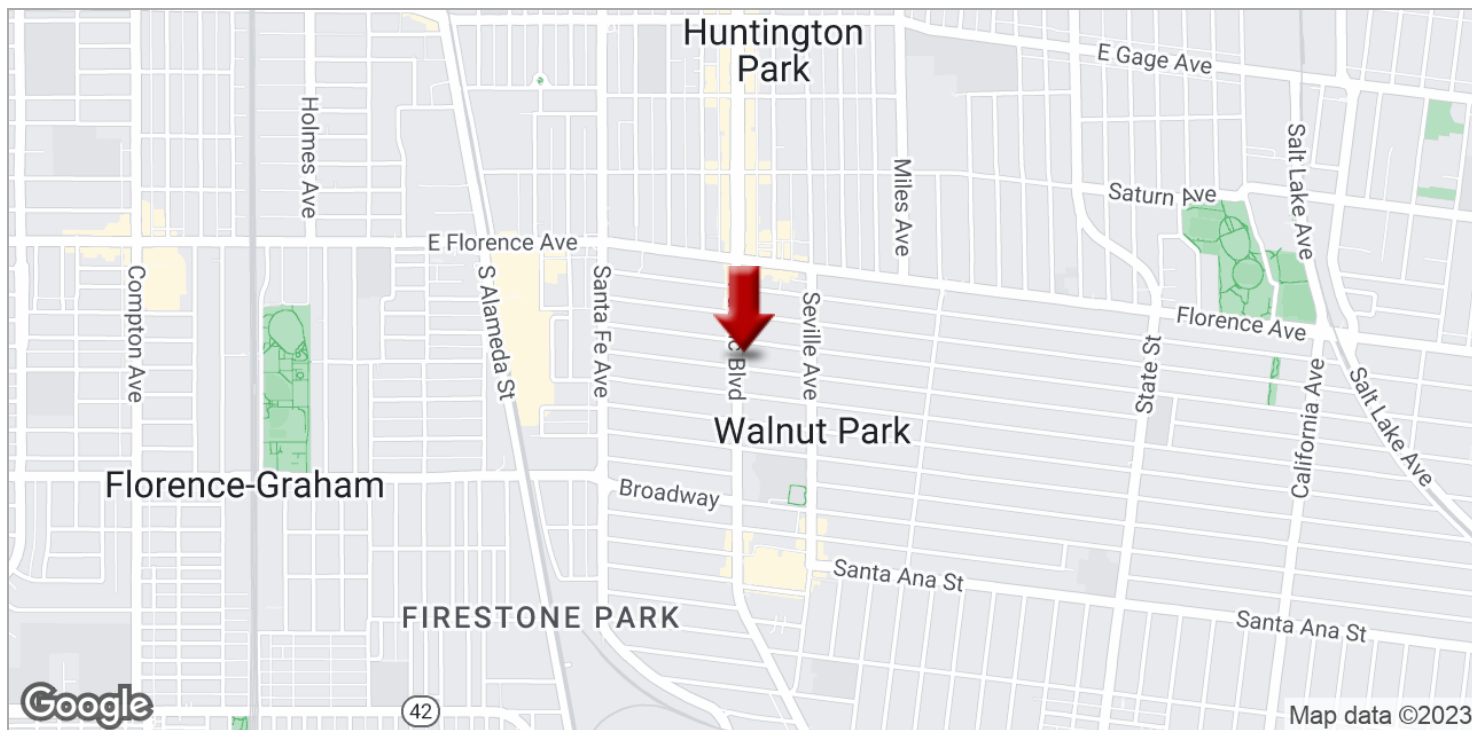 Huntington
Park
E Gage Ave
Holmes Ave
Salt Lake Ave
Miles Ave
Saturn Ave
E Florence Ave
Compton Ave
S Alameda St
Santa Fe Ave
Seville Ave
Florence Ave
State St
c Blvd
Walnut Park
California Ave
Salt Lake Ave
Florence-Graham
Broadway
Santa Ana St
FIRESTONE PARK
Santa Ana St
42
Google
Map data ©2023